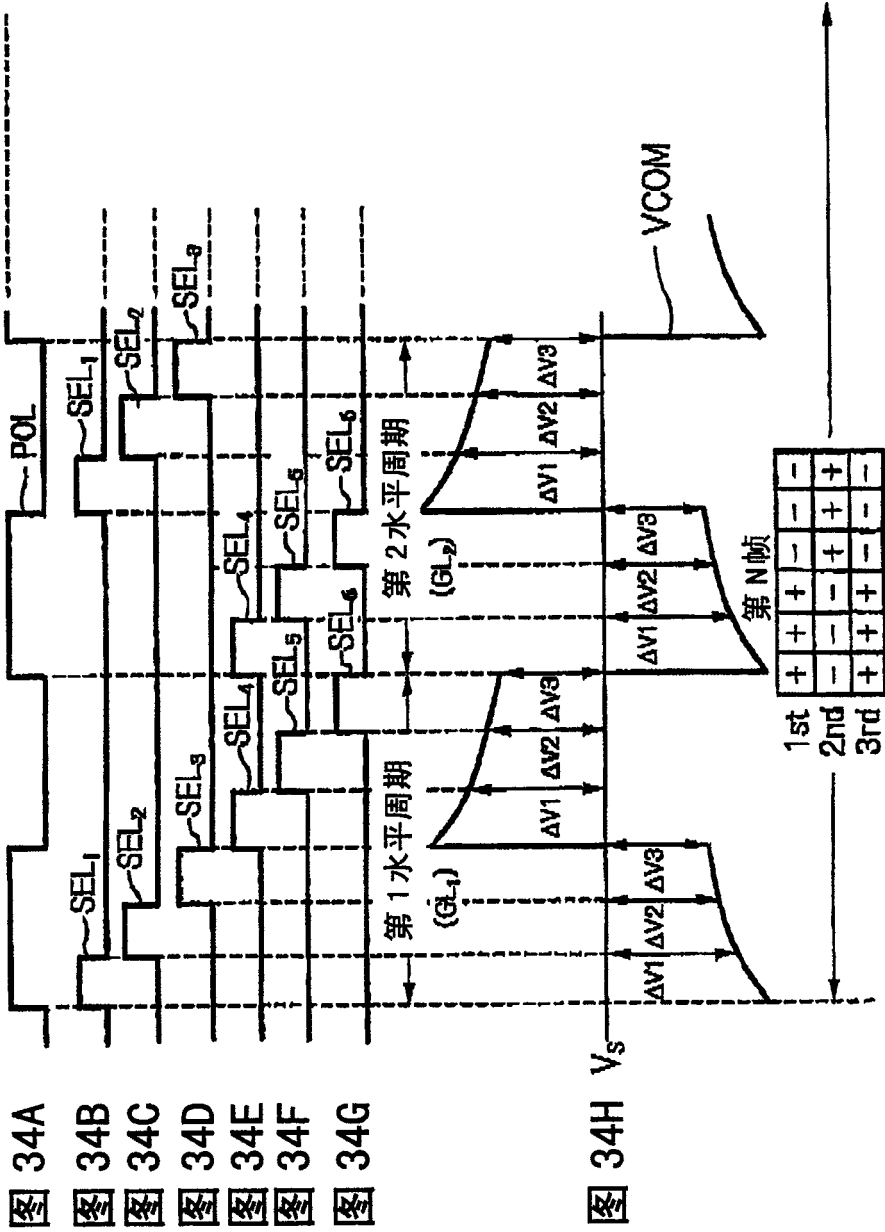 图 34A
POL
图 34B
SEL₁
SEL₁
图 34C
SEL₂
SEL₂
图 34D
SEL₃
SEL₃
图 34E
SEL₄
SEL₄
图 34F
SEL₅
SEL₅
图 34G
SEL₆
SEL₆
第1水平周期
(GL₁)
第2水平周期
(GL₂)
ΔV1 ΔV2 ΔV3
ΔV1 ΔV2 ΔV3
图 34H Vs
ΔV1 ΔV2 ΔV3
ΔV1 ΔV2 ΔV3
VCOM
第N帧
1st + + + - - -
2nd - - - + + +
3rd + + + - - -